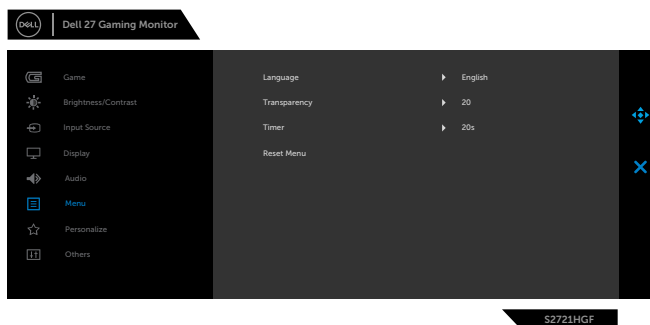 DELL
Dell 27 Gaming Monitor
Game
Brightness/Contrast
Input Source
Display
Audio
Menu
Personalize
Others
Language English
Transparency 20
Timer 20s
Reset Menu
S2721HGF